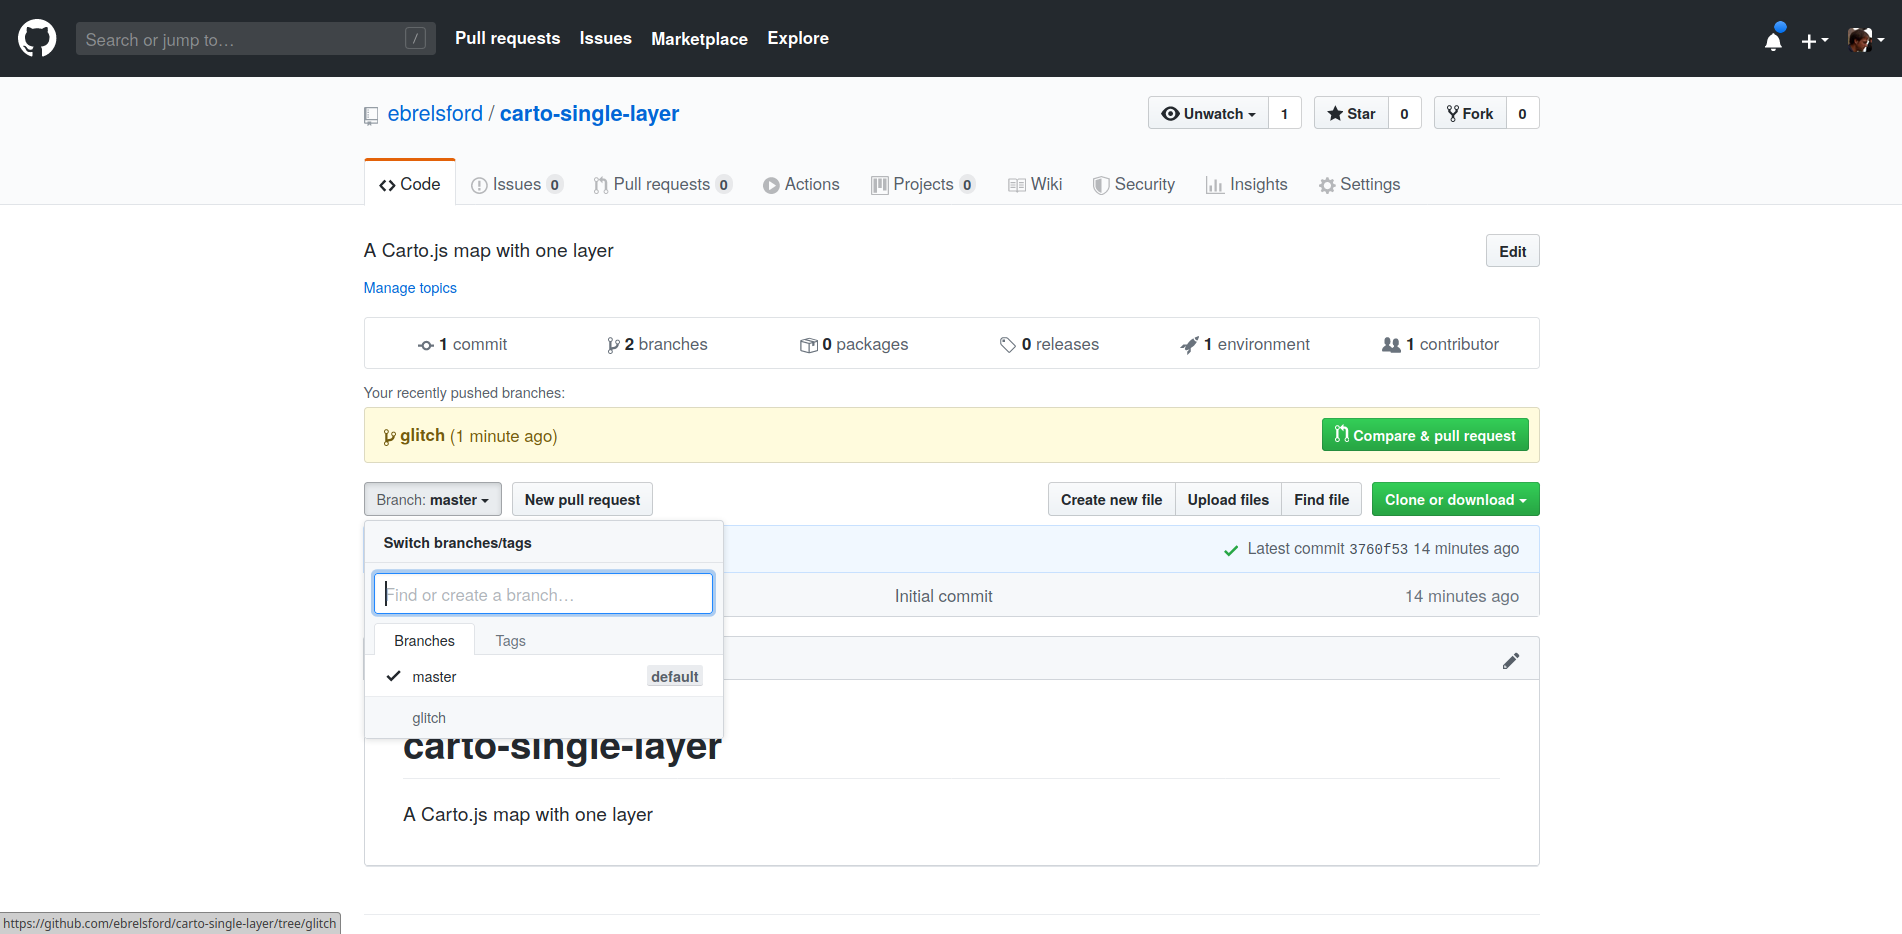 Search or jump to… /
Pull requests Issues Marketplace Explore
ebrelsford / carto-single-layer
Unwatch 1 Star 0 Fork 0
Code Issues 0 Pull requests 0 Actions Projects 0 Wiki Security Insights Settings
A Carto.js map with one layer
Edit
Manage topics
1 commit 2 branches 0 packages 0 releases 1 environment 1 contributor
Your recently pushed branches:
glitch (1 minute ago)
Compare & pull request
Branch: master New pull request
Create new file Upload files Find file Clone or download
Switch branches/tags
Latest commit 3760f53 14 minutes ago
Find or create a branch…
Initial commit 14 minutes ago
Branches Tags
master default
glitch
carto-single-layer
A Carto.js map with one layer
https://github.com/ebrelsford/carto-single-layer/tree/glitch